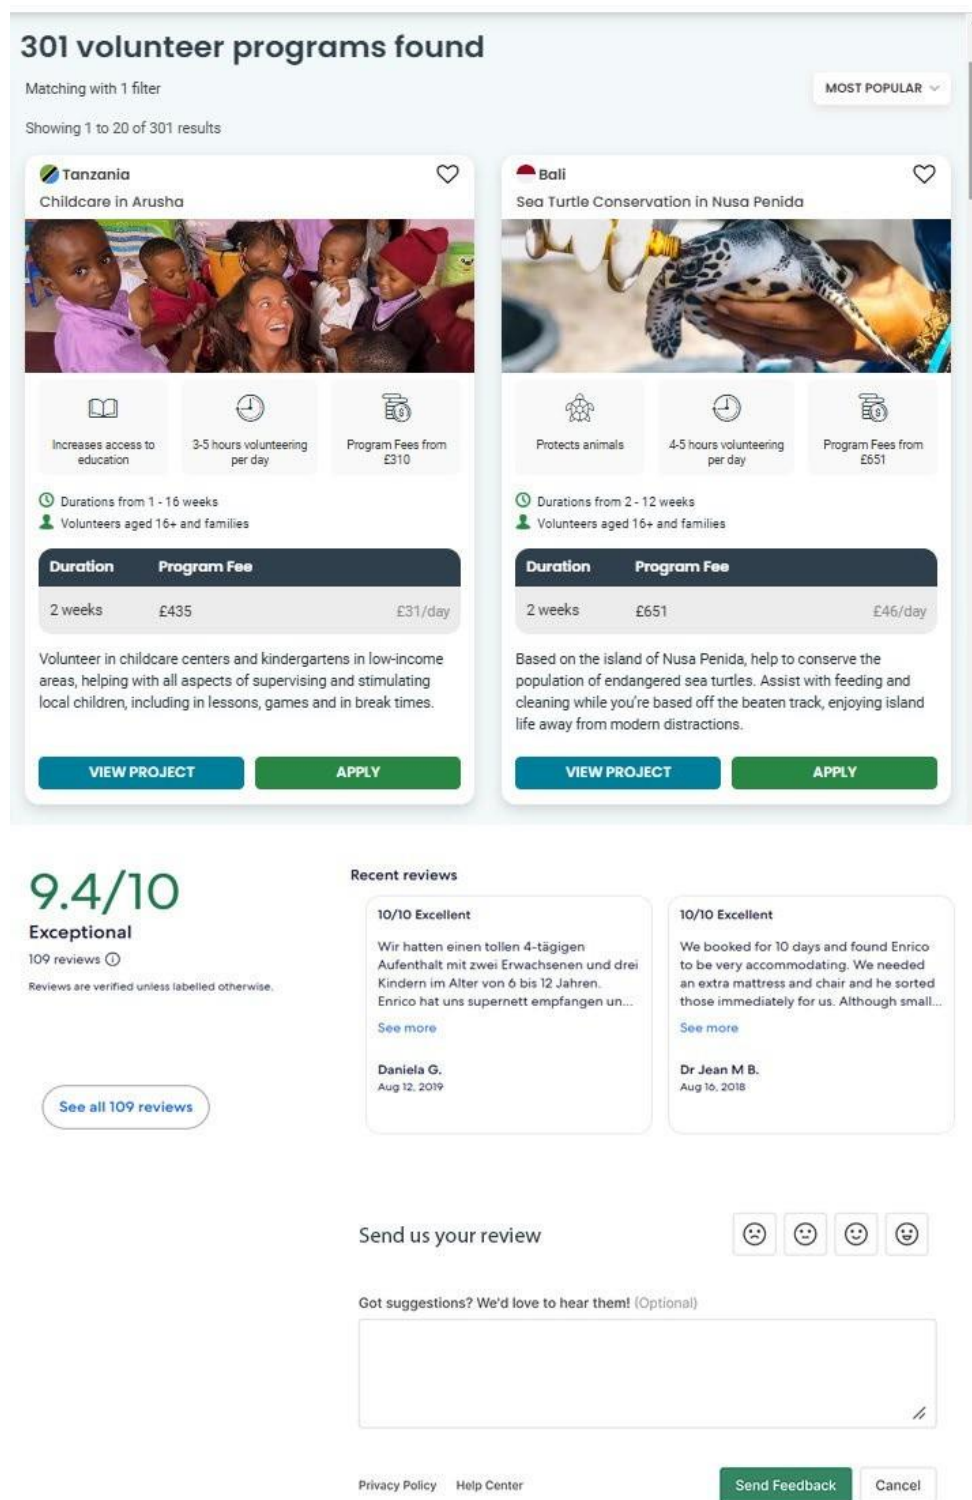 301 volunteer programs found
Matching with 1 filter
MOST POPULAR
Showing 1 to 20 of 301 results
Tanzania
Childcare in Arusha
Increases access to
education
3-5 hours volunteering
per day
Program Fees from
£310
Durations from 1 - 16 weeks
Volunteers aged 16+ and families
Duration Program Fee
2 weeks £435 £31/day
Volunteer in childcare centers and kindergartens in low-income
areas, helping with all aspects of supervising and stimulating
local children, including in lessons, games and in break times.
VIEW PROJECT APPLY
Bali
Sea Turtle Conservation in Nusa Penida
Protects animals
4-5 hours volunteering
per day
Program Fees from
£651
Durations from 2 - 12 weeks
Volunteers aged 16+ and families
Duration Program Fee
2 weeks £651 £46/day
Based on the island of Nusa Penida, help to conserve the
population of endangered sea turtles. Assist with feeding and
cleaning while you're based off the beaten track, enjoying island
life away from modern distractions.
VIEW PROJECT APPLY
9.4/10
Exceptional
109 reviews
Reviews are verified unless labelled otherwise.
See all 109 reviews
Recent reviews
10/10 Excellent
Wir hatten einen tollen 4-tägigen
Aufenthalt mit zwei Erwachsenen und drei
Kindern im Alter von 6 bis 12 Jahren.
Enrico hat uns supernett empfangen un...
See more
Daniela G.
Aug 12, 2019
10/10 Excellent
We booked for 10 days and found Enrico
to be very accommodating. We needed
an extra mattress and chair and he sorted
those immediately for us. Although small...
See more
Dr Jean M B.
Aug 16, 2018
Send us your review
Got suggestions? We'd love to hear them! (Optional)
Privacy Policy Help Center
Send Feedback Cancel